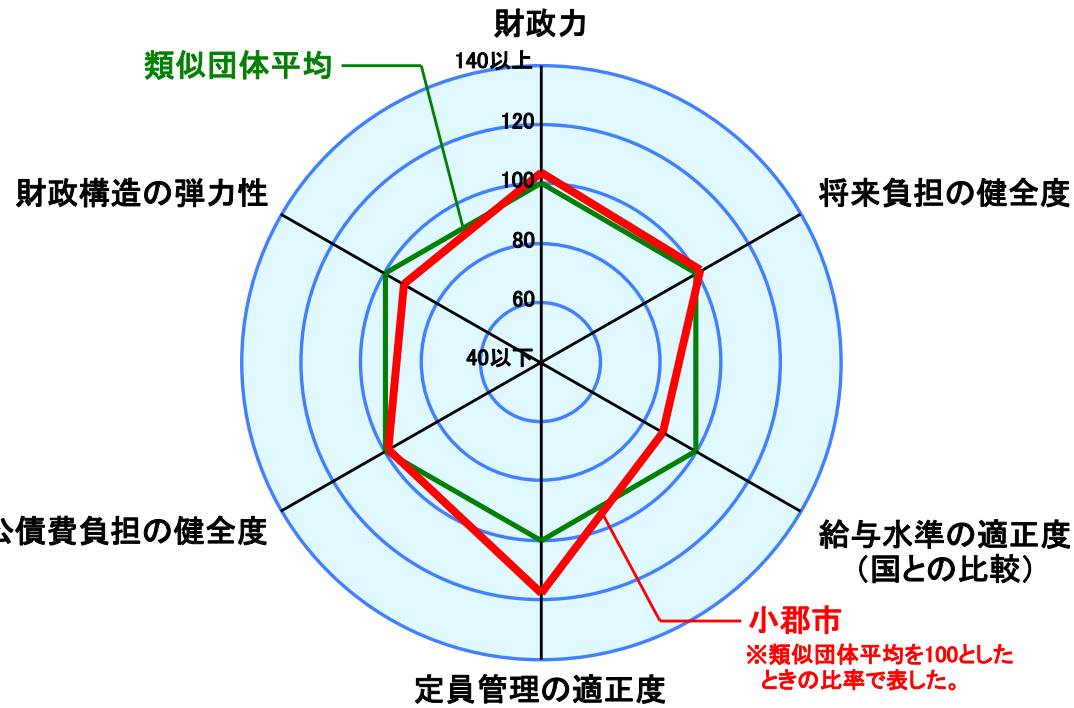 財政力
類似団体平均
140以上
120
100
80
60
40以下
財政構造の弾力性
将来負担の健全度
公債費負担の健全度
給与水準の適正度
（国との比較）
小郡市
※類似団体平均を100とした
ときの比率で表した。
定員管理の適正度